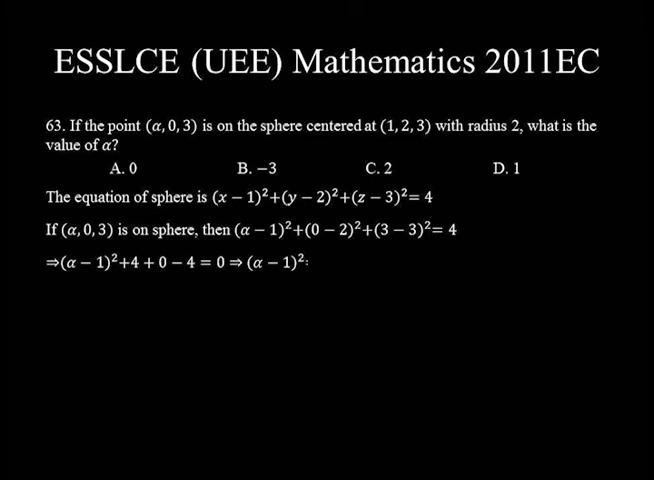 ESSLCE (UEE) Mathematics 2011EC
63. If the point (α, 0, 3) is on the sphere centered at (1, 2, 3) with radius 2, what is the
value of α?
A. 0 B. −3 C. 2 D. 1
The equation of sphere is (x − 1)²+(y − 2)²+(z − 3)²= 4
If (α, 0, 3) is on sphere, then (α − 1)²+(0 − 2)²+(3 − 3)²= 4
⇒(α − 1)²+4 + 0 − 4 = 0 ⇒ (α − 1)²